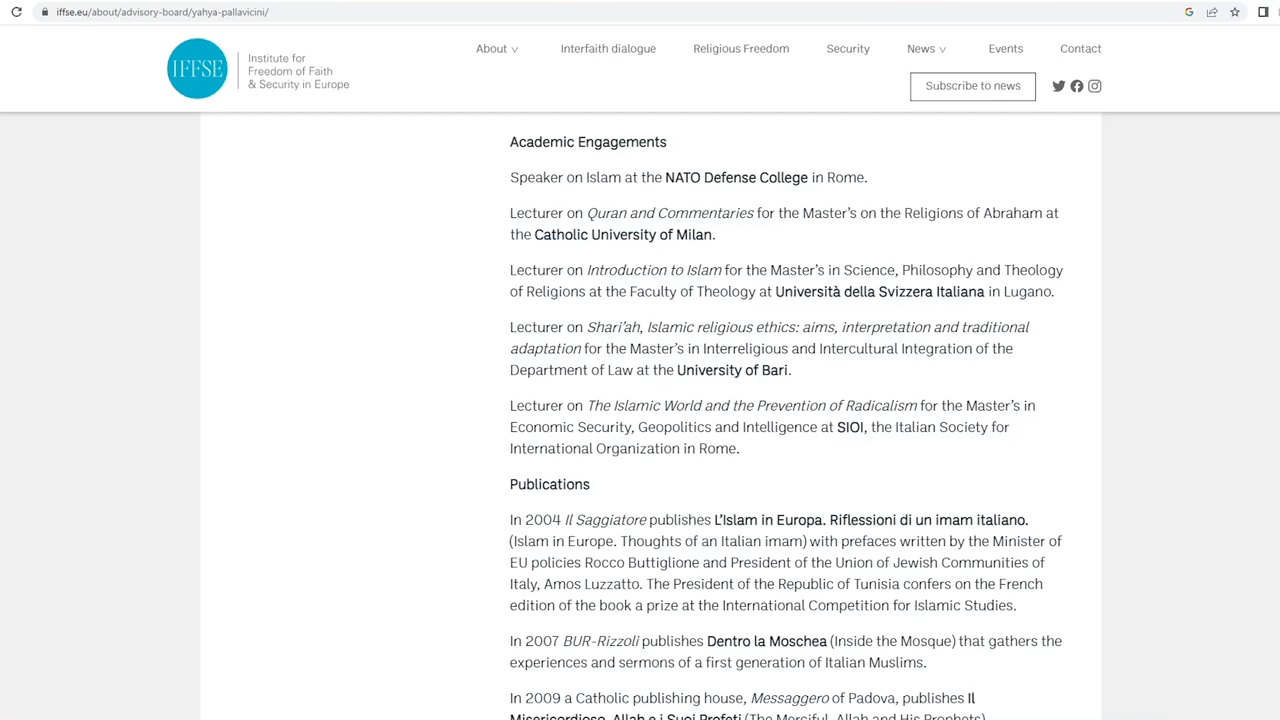 iffse.eu/about/advisory-board/yahya-pallavicini/
IFFSE
Institute for
Freedom of Faith
& Security in Europe
About Interfaith dialogue Religious Freedom Security News Events Contact
Subscribe to news
Academic Engagements
Speaker on Islam at the NATO Defense College in Rome.
Lecturer on Quran and Commentaries for the Master’s on the Religions of Abraham at
the Catholic University of Milan.
Lecturer on Introduction to Islam for the Master’s in Science, Philosophy and Theology
of Religions at the Faculty of Theology at Università della Svizzera Italiana in Lugano.
Lecturer on Shari’ah, Islamic religious ethics: aims, interpretation and traditional
adaptation for the Master’s in Interreligious and Intercultural Integration of the
Department of Law at the University of Bari.
Lecturer on The Islamic World and the Prevention of Radicalism for the Master’s in
Economic Security, Geopolitics and Intelligence at SIOI, the Italian Society for
International Organization in Rome.
Publications
In 2004 Il Saggiatore publishes L’Islam in Europa. Riflessioni di un imam italiano.
(Islam in Europe. Thoughts of an Italian imam) with prefaces written by the Minister of
EU policies Rocco Buttiglione and President of the Union of Jewish Communities of
Italy, Amos Luzzatto. The President of the Republic of Tunisia confers on the French
edition of the book a prize at the International Competition for Islamic Studies.
In 2007 BUR-Rizzoli publishes Dentro la Moschea (Inside the Mosque) that gathers the
experiences and sermons of a first generation of Italian Muslims.
In 2009 a Catholic publishing house, Messaggero of Padova, publishes Il
Misericordioso. Allah e i Suoi Profeti (The Merciful. Allah and His Prophets)